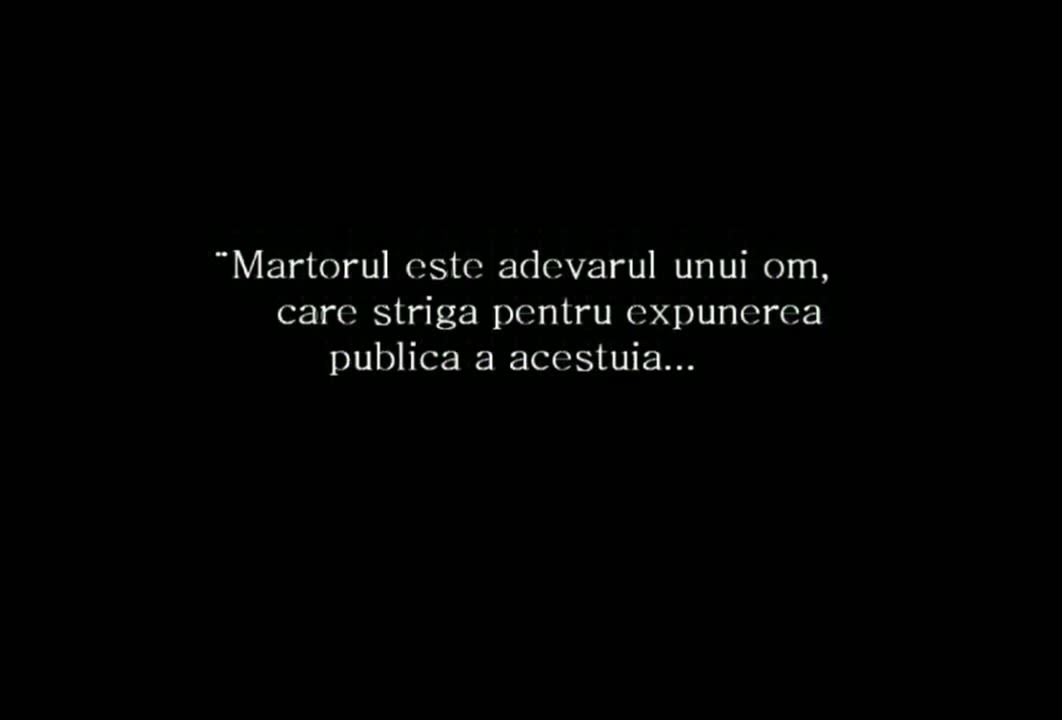 ¨Martorul este adevarul unui om,
care striga pentru expunerea
publica a acestuia...